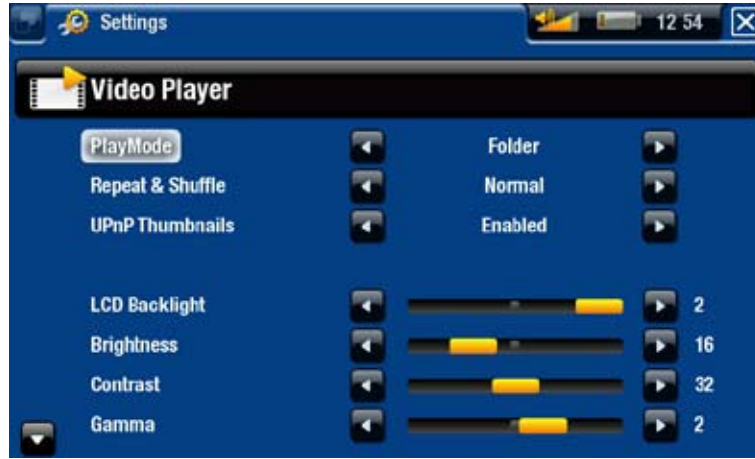 Settings
12 54
Video Player
PlayMode Folder
Repeat & Shuffle Normal
UPnP Thumbnails Enabled
LCD Backlight 2
Brightness 16
Contrast 32
Gamma 2